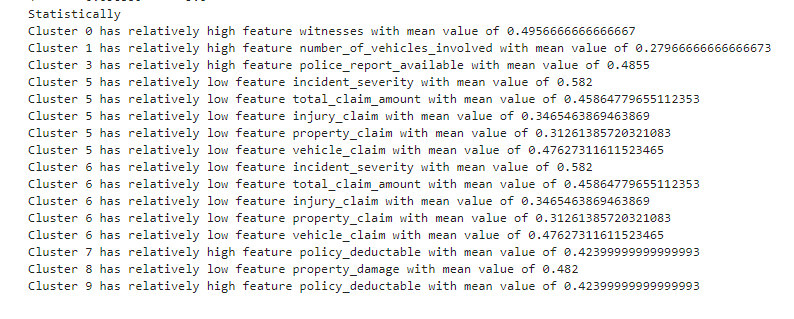 Statistically
Cluster 0 has relatively high feature witnesses with mean value of 0.4956666666666667
Cluster 1 has relatively high feature number_of_vehicles_involved with mean value of 0.27966666666666673
Cluster 3 has relatively high feature police_report_available with mean value of 0.4855
Cluster 5 has relatively low feature incident_severity with mean value of 0.582
Cluster 5 has relatively low feature total_claim_amount with mean value of 0.45864779655112353
Cluster 5 has relatively low feature injury_claim with mean value of 0.3465463869463869
Cluster 5 has relatively low feature property_claim with mean value of 0.31261385720321083
Cluster 5 has relatively low feature vehicle_claim with mean value of 0.47627311611523465
Cluster 6 has relatively low feature incident_severity with mean value of 0.582
Cluster 6 has relatively low feature total_claim_amount with mean value of 0.45864779655112353
Cluster 6 has relatively low feature injury_claim with mean value of 0.3465463869463869
Cluster 6 has relatively low feature property_claim with mean value of 0.31261385720321083
Cluster 6 has relatively low feature vehicle_claim with mean value of 0.47627311611523465
Cluster 7 has relatively high feature policy_deductable with mean value of 0.42399999999999993
Cluster 8 has relatively low feature property_damage with mean value of 0.482
Cluster 9 has relatively high feature policy_deductable with mean value of 0.42399999999999993